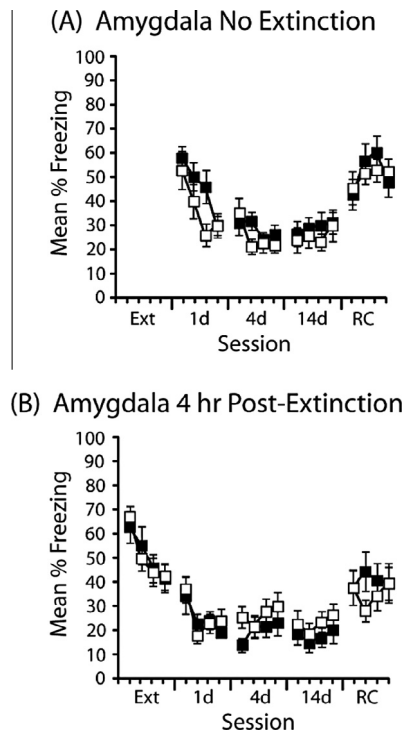 (A) Amygdala No Extinction
100
90
80
70
60
50
40
30
20
10
0
Mean % Freezing
Ext 1d 4d 14d RC
Session
(B) Amygdala 4 hr Post-Extinction
100
90
80
70
60
50
40
30
20
10
0
Mean % Freezing
Ext 1d 4d 14d RC
Session